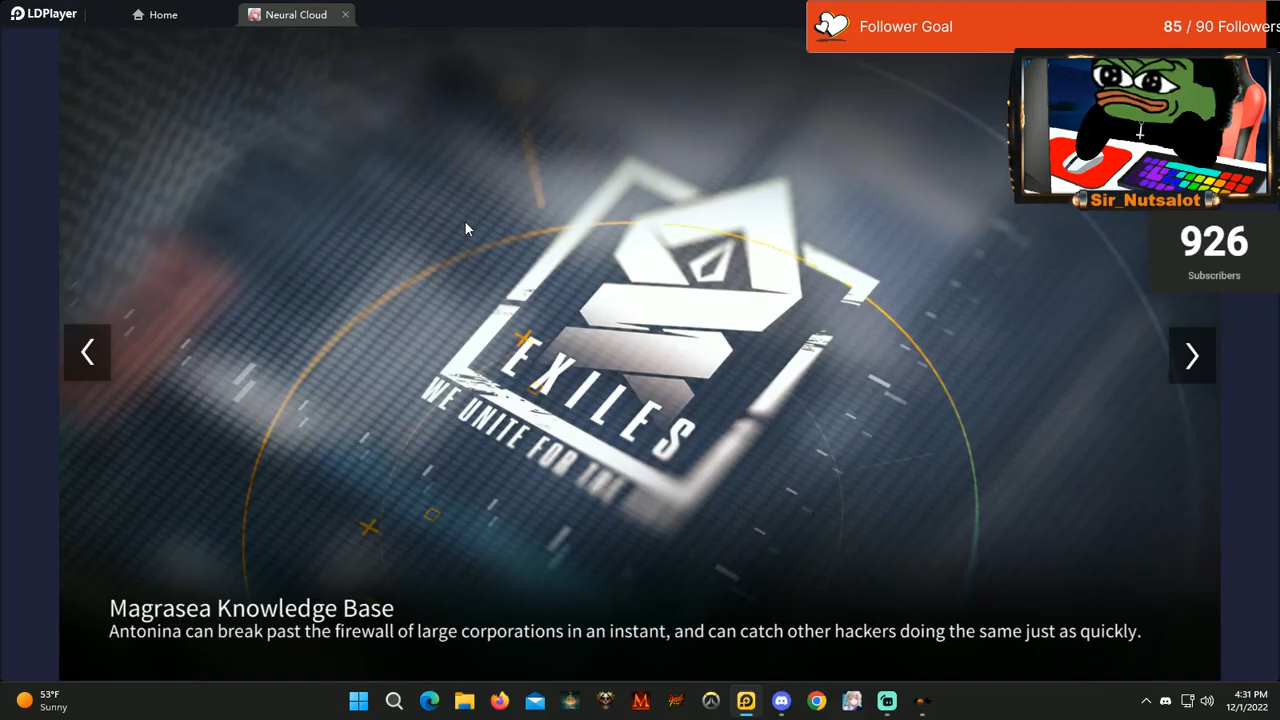 LDPlayer
Home
Neural Cloud
Follower Goal
85 / 90 Followers
Sir_Nutsalot
926
Subscribers
EXILES
WE UNITE FOR THE
Magrasea Knowledge Base
Antonina can break past the firewall of large corporations in an instant, and can catch other hackers doing the same just as quickly.
53°F
Sunny
4:31 PM
12/1/2022